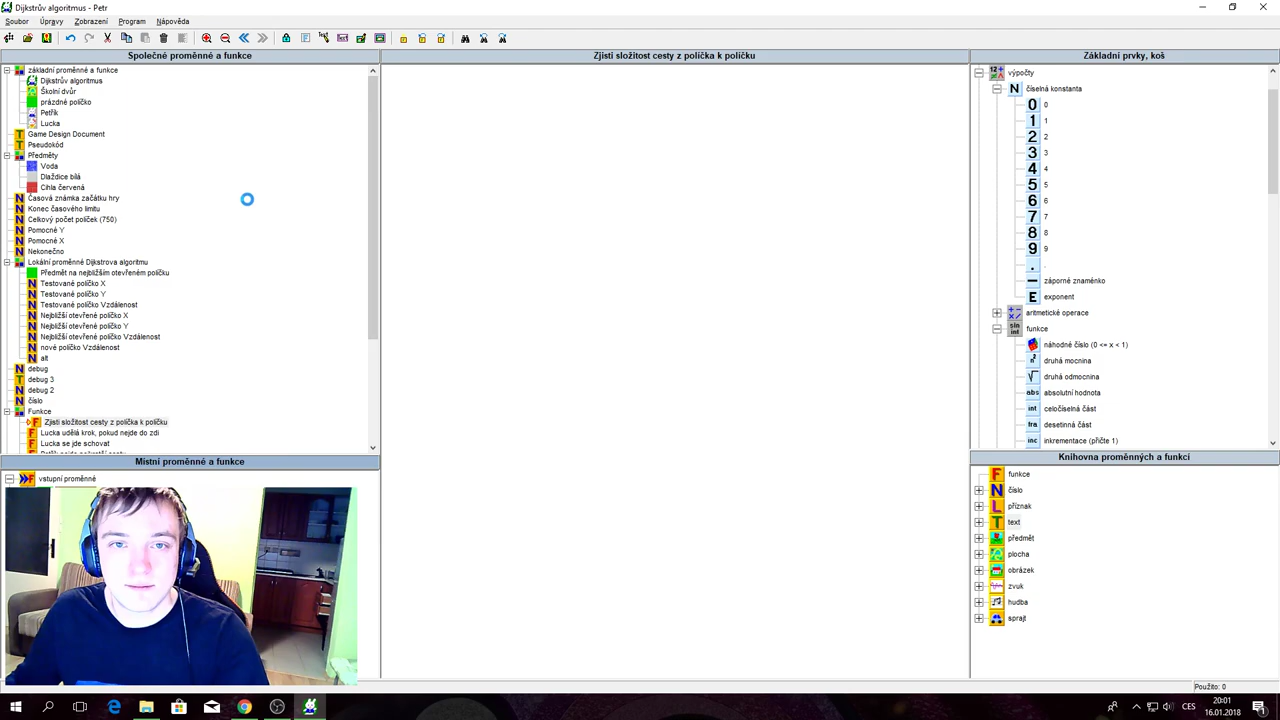 Dijkstrův algoritmus - Petr
Soubor Úpravy Zobrazení Program Nápověda
Společné proměnné a funkce
základní proměnné a funkce
Dijkstrův algoritmus
Školní dvůr
prázdné políčko
Petřík
Lucka
Game Design Document
Pseudokód
Předměty
Voda
Dlaždice bílá
Cihla červená
Časová známka začátku hry
Konec časového limitu
Celkový počet políček (750)
Pomocné Y
Pomocné X
Nekonečno
Lokální proměnné Dijkstrova algoritmu
Předmět na nejbližším otevřeném políčku
Testované políčko X
Testované políčko Y
Testované políčko Vzdálenost
Nejbližší otevřené políčko X
Nejbližší otevřené políčko Y
Nejbližší otevřené políčko Vzdálenost
nové políčko Vzdálenost
alt
debug
debug 3
debug 2
číslo
Funkce
Zjisti složitost cesty z políčka k políčku
Lucka udělá krok, pokud nejde do zdi
Lucka se jde schovat
Místní proměnné a funkce
vstupní proměnné
Zjisti složitost cesty z políčka k políčku
Základní prvky, koš
výpočty
N číselná konstanta
0 0
1 1
2 2
3 3
4 4
5 5
6 6
7 7
8 8
9 9
. .
záporné znaménko
E exponent
aritmetické operace
sin int funkce
náhodné číslo (0 <= x < 1)
n² druhá mocnina
druhá odmocnina
abs absolutní hodnota
int celočíselná část
fra desetinná část
inc inkrementace (přičte 1)
Knihovna proměnných a funkcí
F funkce
N číslo
L příznak
T text
předmět
plocha
obrázek
zvuk
hudba
sprajt
Použito: 0
CES 20:01
16.01.2018